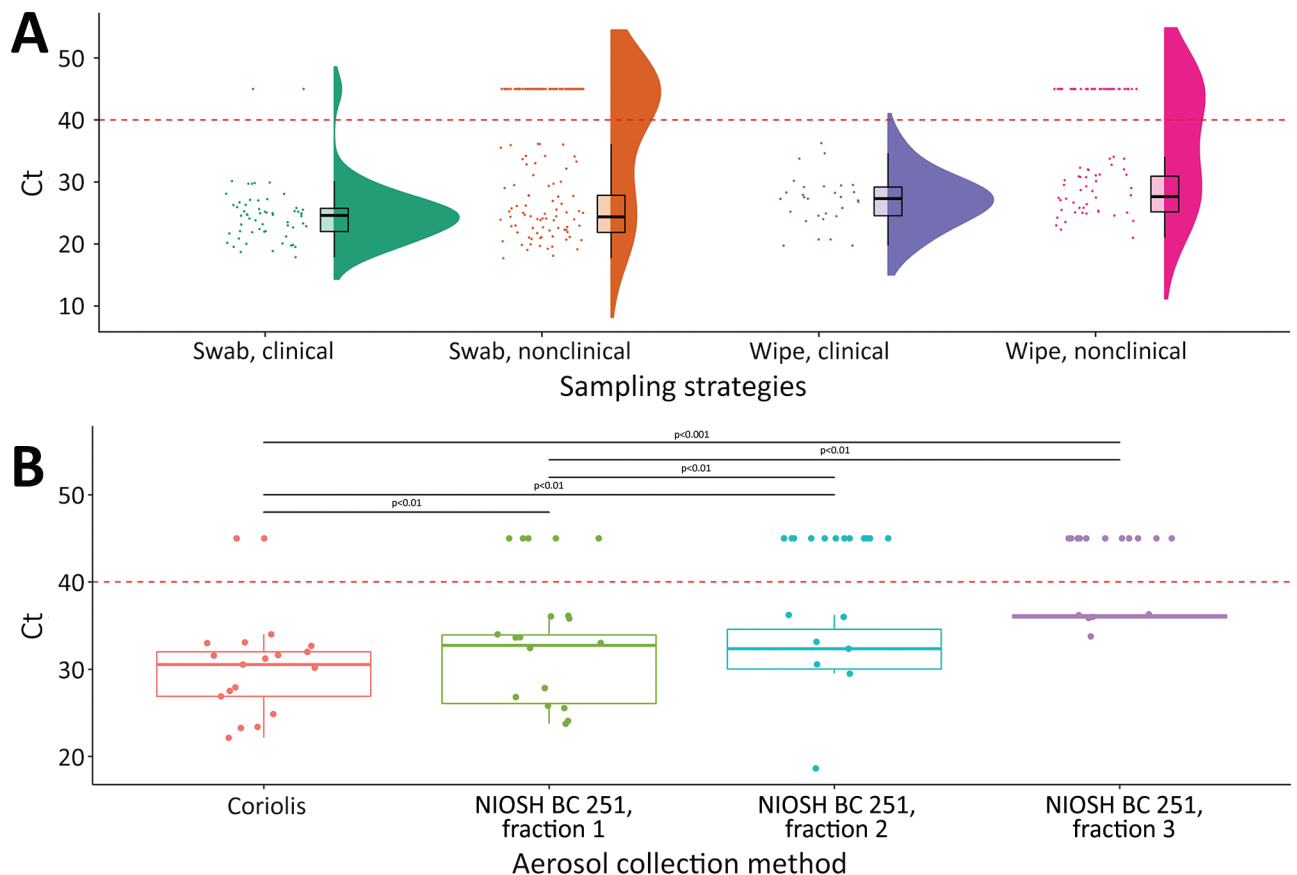 A
50
40
30
20
10
Ct
Swab, clinical
Swab, nonclinical
Wipe, clinical
Wipe, nonclinical
Sampling strategies
B
p<0.001
p<0.01
p<0.01
p<0.01
p<0.01
50
40
30
20
Ct
Coriolis
NIOSH BC 251,
fraction 1
NIOSH BC 251,
fraction 2
NIOSH BC 251,
fraction 3
Aerosol collection method